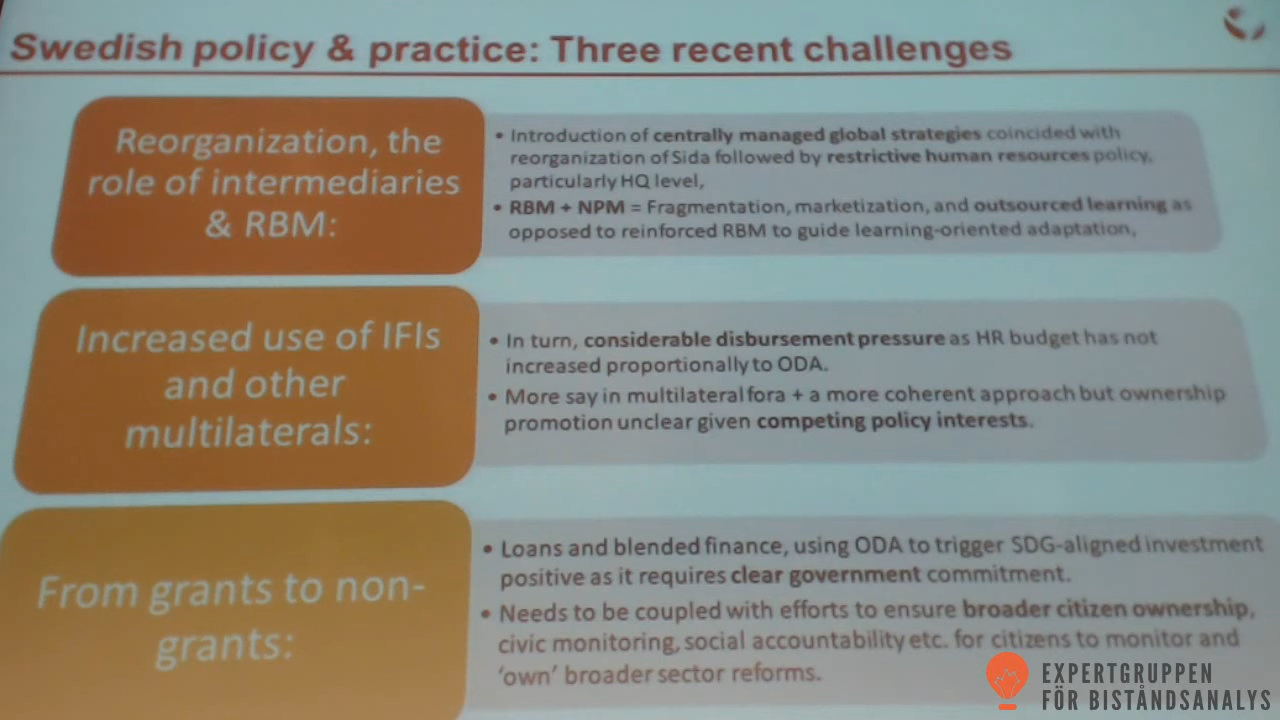 Swedish policy & practice: Three recent challenges
Reorganization, the
role of intermediaries
& RBM:
• Introduction of centrally managed global strategies coincided with
reorganization of Sida followed by restrictive human resources policy,
particularly HQ level,
• RBM + NPM = Fragmentation, marketization, and outsourced learning as
opposed to reinforced RBM to guide learning-oriented adaptation,
Increased use of IFIs
and other
multilaterals:
• In turn, considerable disbursement pressure as HR budget has not
increased proportionally to ODA.
• More say in multilateral fora + a more coherent approach but ownership
promotion unclear given competing policy interests.
From grants to non-
grants:
• Loans and blended finance, using ODA to trigger SDG-aligned investment
positive as it requires clear government commitment.
• Needs to be coupled with efforts to ensure broader citizen ownership,
civic monitoring, social accountability etc. for citizens to monitor and
‘own’ broader sector reforms.
EXPERTGRUPPEN
FÖR BISTÅNDSANALYS